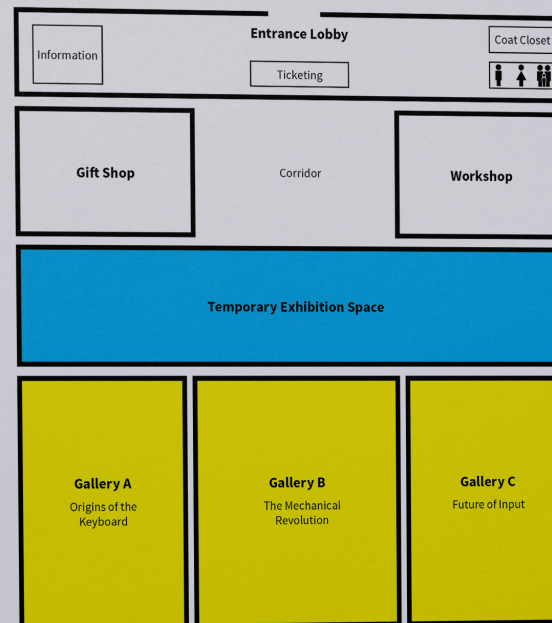 Entrance Lobby
Information
Coat Closet
Ticketing
Gift Shop
Corridor
Workshop
Temporary Exhibition Space
Gallery A
Origins of the
Keyboard
Gallery B
The Mechanical
Revolution
Gallery C
Future of Input